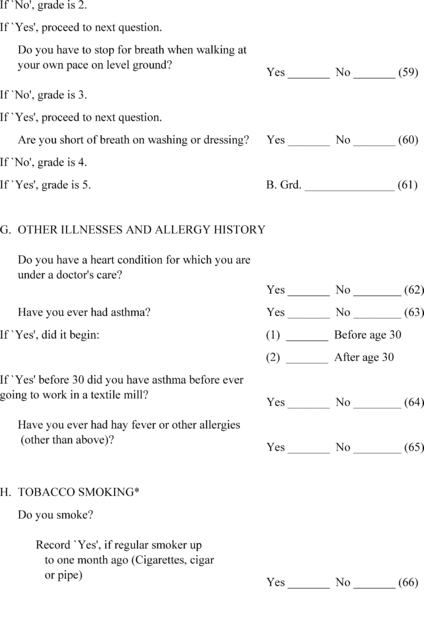 If `No', grade is 2.
If `Yes', proceed to next question.
Do you have to stop for breath when walking at
your own pace on level ground?
Yes _______ No _______ (59)
If `No', grade is 3.
If `Yes', proceed to next question.
Are you short of breath on washing or dressing? Yes _______ No _______ (60)
If `No', grade is 4.
If `Yes', grade is 5. B. Grd. _______________ (61)
G. OTHER ILLNESSES AND ALLERGY HISTORY
Do you have a heart condition for which you are
under a doctor's care?
Yes _______ No ________ (62)
Have you ever had asthma? Yes _______ No ________ (63)
If `Yes', did it begin: (1) _______ Before age 30
(2) _______ After age 30
If `Yes' before 30 did you have asthma before ever
going to work in a textile mill?
Yes _______ No ________ (64)
Have you ever had hay fever or other allergies
(other than above)?
Yes _______ No ________ (65)
H. TOBACCO SMOKING*
Do you smoke?
Record `Yes', if regular smoker up
to one month ago (Cigarettes, cigar
or pipe)
Yes _______ No _______ (66)